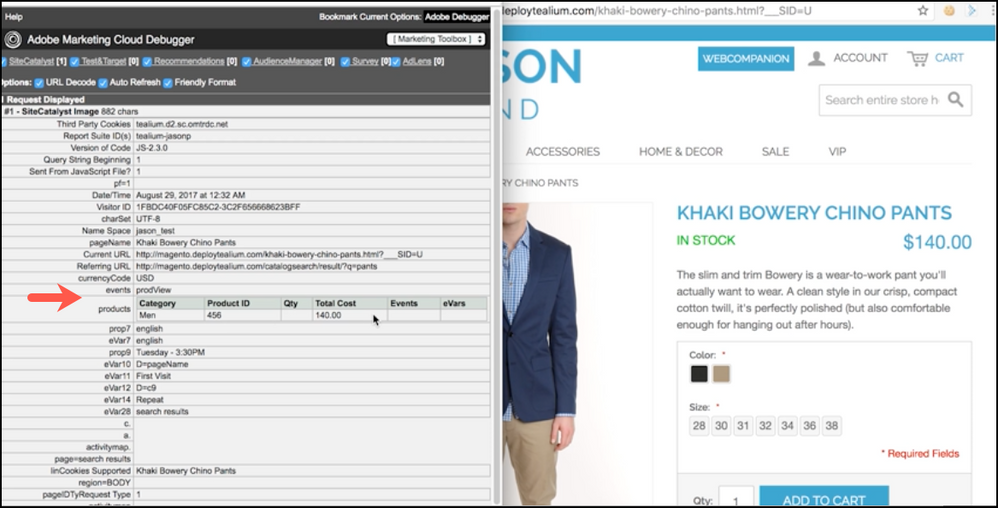 Help
Bookmark Current Options: Adobe Debugger
Adobe Marketing Cloud Debugger
[ Marketing Toolbox ]
SiteCatalyst [1] Test&Target [0] Recommendations [0] AudienceManager [0] Survey [0] AdLens [0]
ptions: URL Decode Auto Refresh Friendly Format
1 Request Displayed
#1 - SiteCatalyst Image 882 chars
Third Party Cookies tealium.d2.sc.omtrdc.net
Report Suite ID(s) tealium-jasonp
Version of Code JS-2.3.0
Query String Beginning 1
Sent From JavaScript File? 1
pf=1
Date/Time August 29, 2017 at 12:32 AM
Visitor ID 1FBDC40F05FC85C2-3C2F656668623BFF
charSet UTF-8
Name Space jason_test
pageName Khaki Bowery Chino Pants
Current URL http://magento.deploytealium.com/khaki-bowery-chino-pants.html?___SID=U
Referring URL http://magento.deploytealium.com/catalogsearch/result/?q=pants
currencyCode USD
events prodView
products
Category Product ID Qty Total Cost Events eVars
Men 456 140.00
prop7 english
eVar7 english
prop9 Tuesday - 3:30PM
eVar10 D=pageName
eVar11 First Visit
eVar12 D=c9
eVar14 Repeat
eVar28 search results
c.
a.
activitymap.
page=search results
linCookies Supported Khaki Bowery Chino Pants
region=BODY
pageIDTyRequest Type 1
deploytealium.com/khaki-bowery-chino-pants.html?___SID=U
SON
ND
WEBCOMPANION
ACCOUNT
CART
Search entire store h
ACCESSORIES
HOME & DECOR
SALE
VIP
RY CHINO PANTS
KHAKI BOWERY CHINO PANTS
IN STOCK
$140.00
The slim and trim Bowery is a wear-to-work pant you'll
actually want to wear. A clean style in our crisp, compact
cotton twill, it's perfectly polished (but also comfortable
enough for hanging out after hours).
Color: *
Size: *
28 30 31 32 34 36 38
* Required Fields
Qty: 1
ADD TO CART